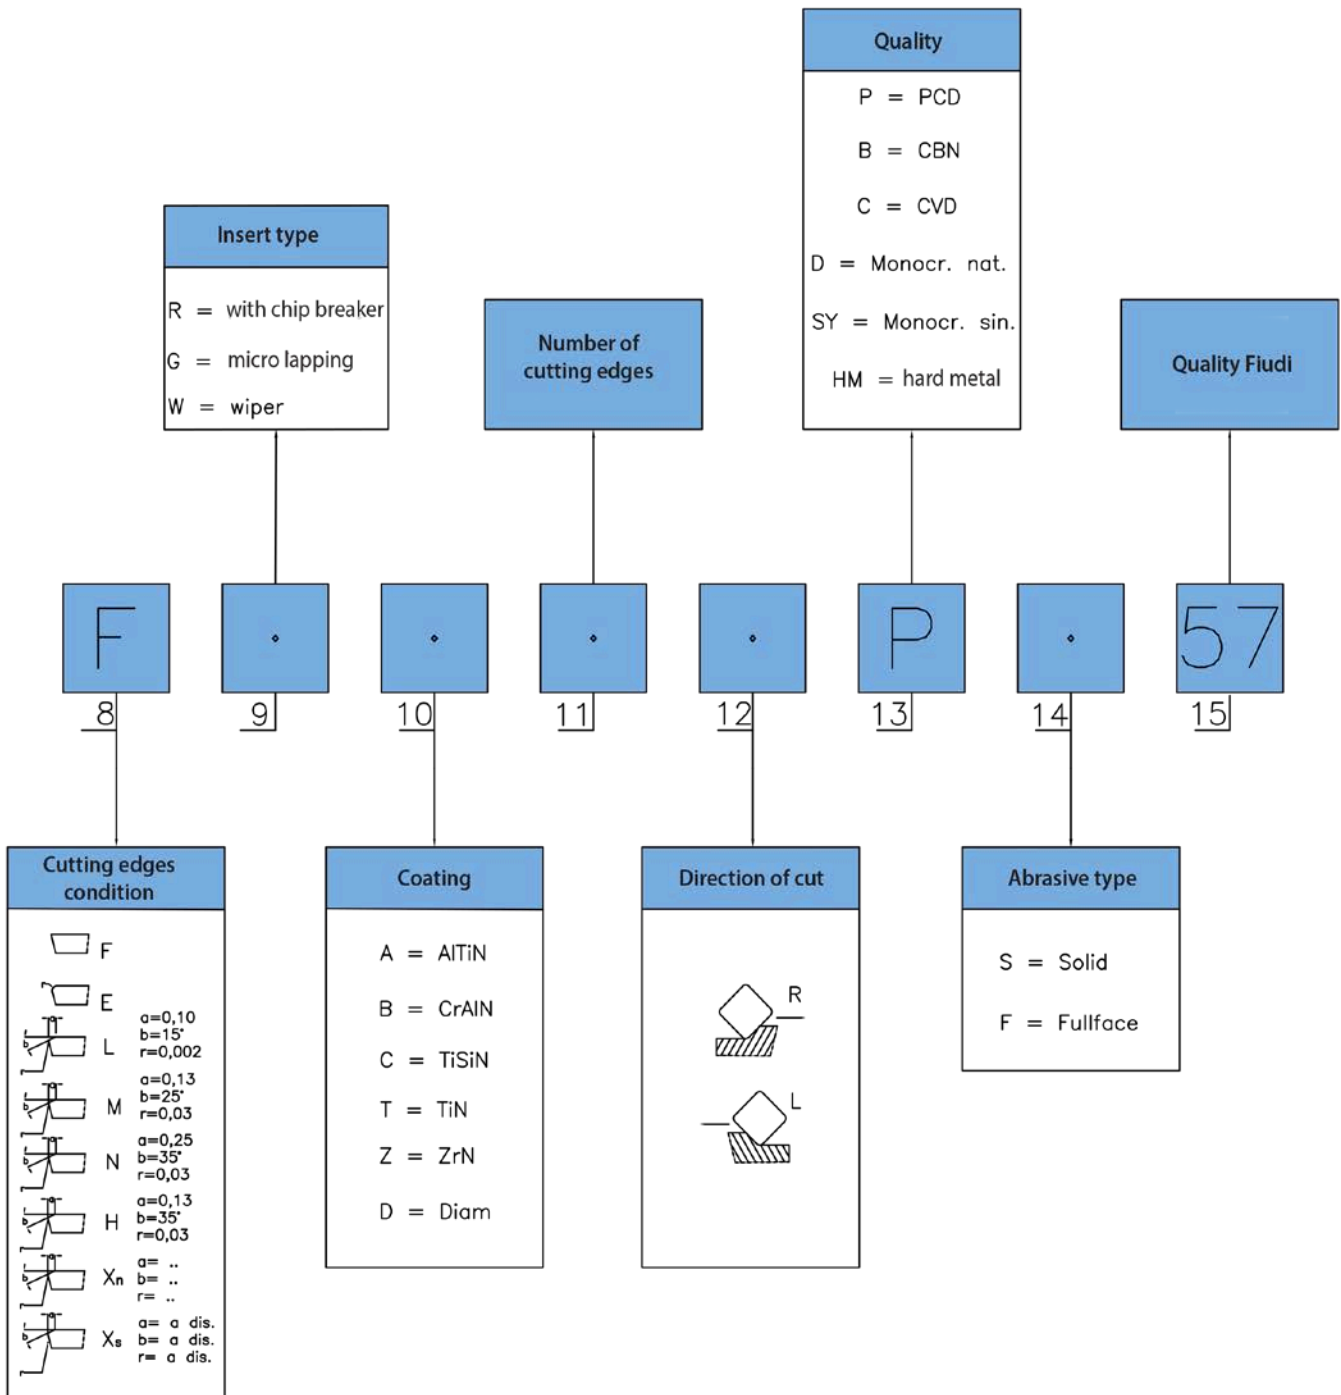 Quality
P = PCD
B = CBN
C = CVD
D = Monocr. nat.
SY = Monocr. sin.
HM = hard metal
Insert type
R = with chip breaker
G = micro lapping
W = wiper
Number of
cutting edges
Quality Fiudi
F
P
57
8
9
10
11
12
13
14
15
Cutting edges
condition
F
E
L
a=0,10
b=15°
r=0,002
M
a=0,13
b=25°
r=0,03
N
a=0,25
b=35°
r=0,03
H
a=0,13
b=35°
r=0,03
Xn
a= ..
b= ..
r= ..
Xs
a= a dis.
b= a dis.
r= a dis.
Coating
A = AlTiN
B = CrAlN
C = TiSiN
T = TiN
Z = ZrN
D = Diam
Direction of cut
R
L
Abrasive type
S = Solid
F = Fullface